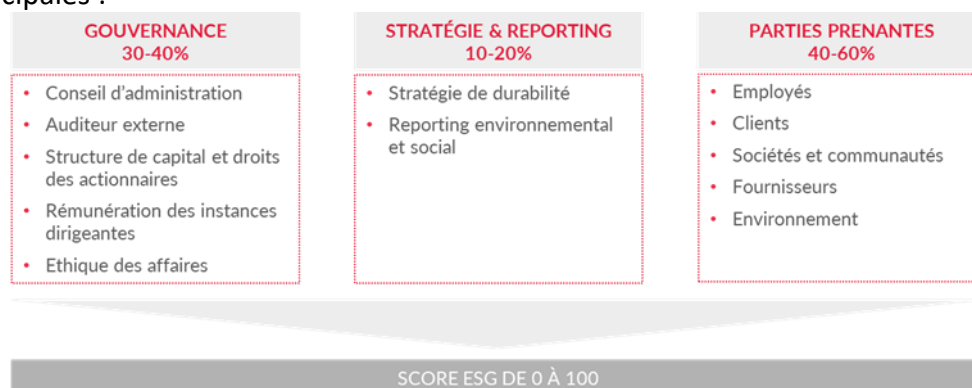 GOUVERNANCE
30-40%
• Conseil d'administration
• Auditeur externe
• Structure de capital et droits
des actionnaires
• Rémunération des instances
dirigeantes
• Ethique des affaires
STRATÉGIE & REPORTING
10-20%
• Stratégie de durabilité
• Reporting environnemental
et social
PARTIES PRENANTES
40-60%
• Employés
• Clients
• Sociétés et communautés
• Fournisseurs
• Environnement
SCORE ESG DE 0 À 100